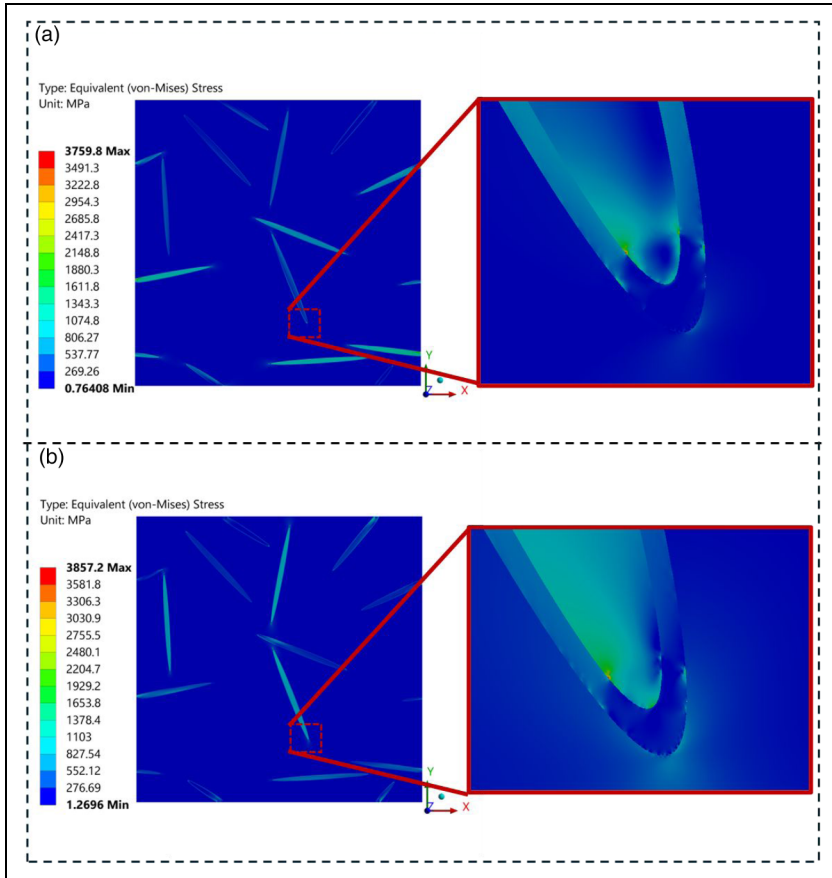 (a)
Type: Equivalent (von-Mises) Stress
Unit: MPa
3759.8 Max
3491.3
3222.8
2954.3
2685.8
2417.3
2148.8
1880.3
1611.8
1343.3
1074.8
806.27
537.77
269.26
0.76408 Min
Y
Z
X
(b)
Type: Equivalent (von-Mises) Stress
Unit: MPa
3857.2 Max
3581.8
3306.3
3030.9
2755.5
2480.1
2204.7
1929.2
1653.8
1378.4
1103
827.54
552.12
276.69
1.2696 Min
Y
Z
X